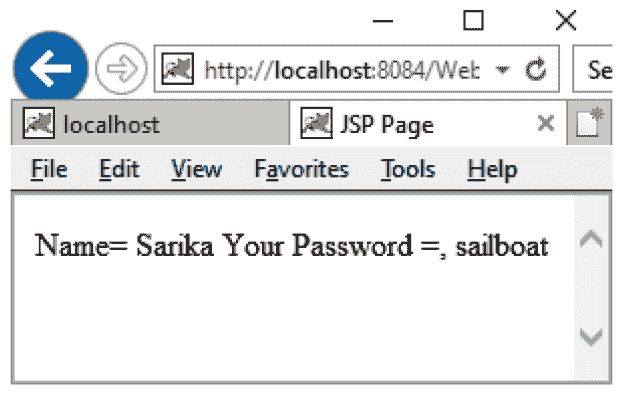 http://localhost:8084/Web
Se
localhost
JSP Page
File Edit View Favorites Tools Help
Name= Sarika Your Password =, sailboat